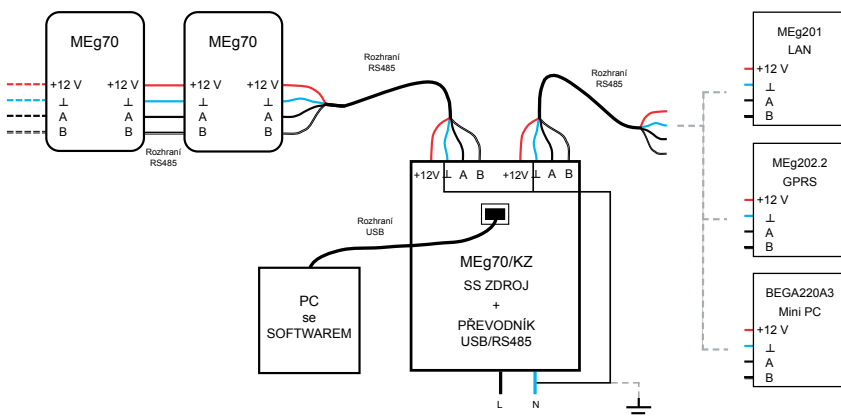 MEg70
+12 V
⊥
A
B
+12 V
⊥
A
B
Rozhraní
RS485
MEg70
+12 V
⊥
A
B
+12 V
⊥
A
B
Rozhraní
RS485
Rozhraní
RS485
+12V ⊥ A B
+12V ⊥ A B
Rozhraní
USB
MEg70/KZ
SS ZDROJ
+
PŘEVODNÍK
USB/RS485
PC
se
SOFTWAREM
L
N
MEg201
LAN
+12 V
⊥
A
B
MEg202.2
GPRS
+12 V
⊥
A
B
BEGA220A3
Mini PC
+12 V
⊥
A
B